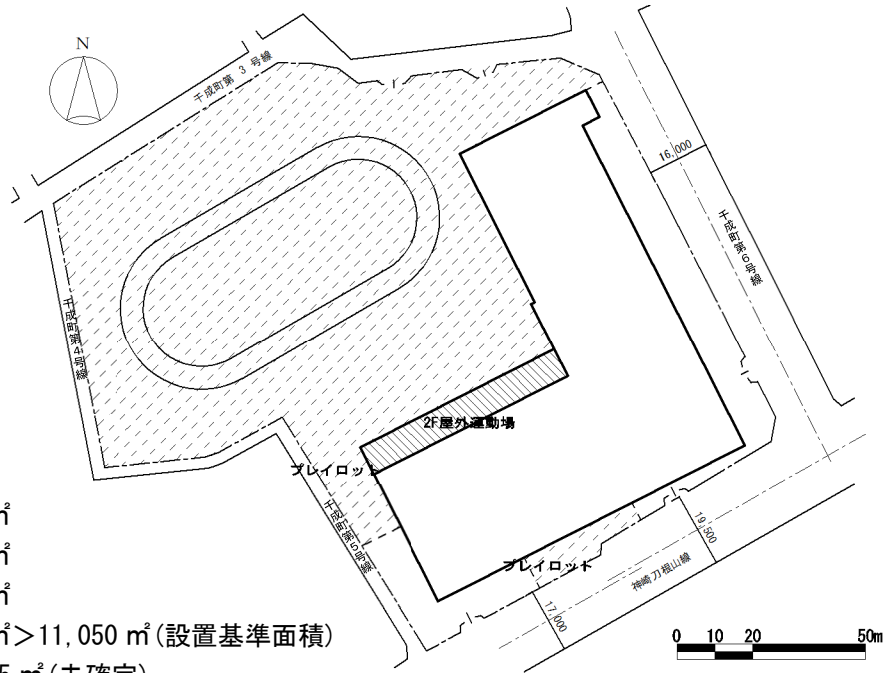 N
千成町第 3 号線
16,000
千成町第6号線
千成町第4号線
2F屋外運動場
プレイロット
千成町第5号線
19,500
プレイロット
神崎刀根山線
17,000
㎡
㎡
㎡
㎡>11,050 ㎡(設置基準面積)
㎡(未確定)
0 10 20 50m